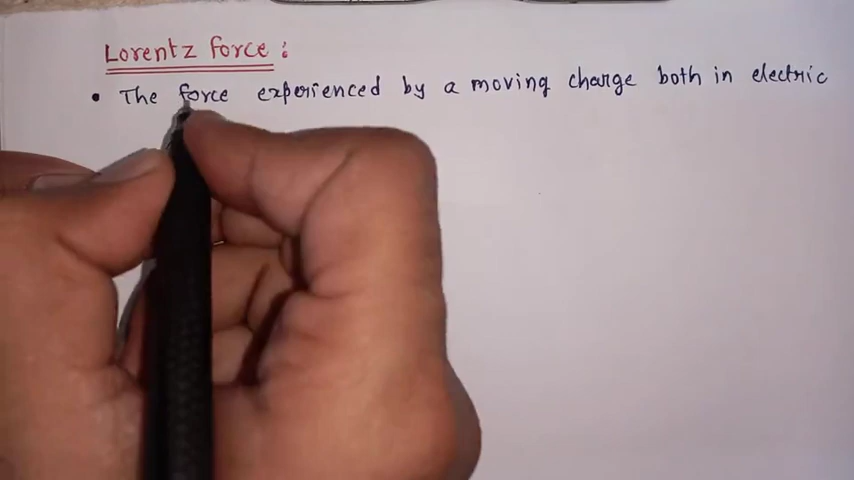 Lorentz force :
• The force experienced by a moving charge both in electric